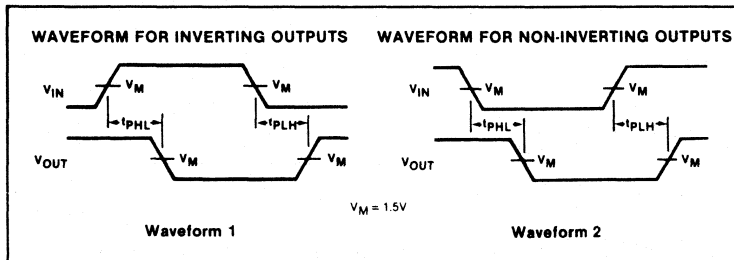 WAVEFORM FOR INVERTING OUTPUTS
VIN
VM
VM
tPHL
tPLH
VOUT
VM
VM
Waveform 1
WAVEFORM FOR NON-INVERTING OUTPUTS
VIN
VM
VM
tPHL
tPLH
VOUT
VM
VM
Waveform 2
VM = 1.5V